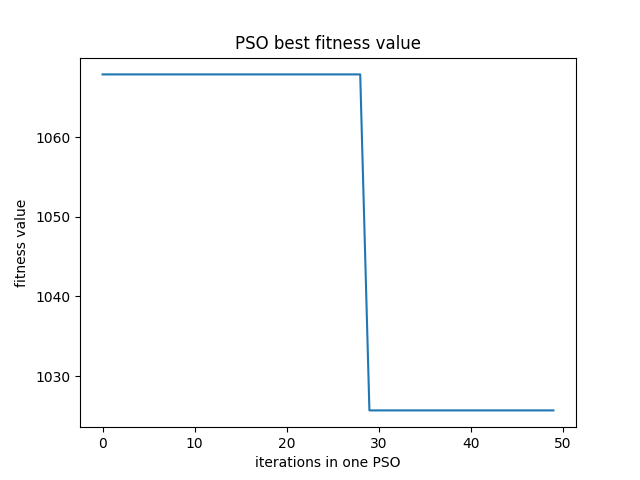 PSO best fitness value
1060
1050
1040
1030
fitness value
0 10 20 30 40 50
iterations in one PSO